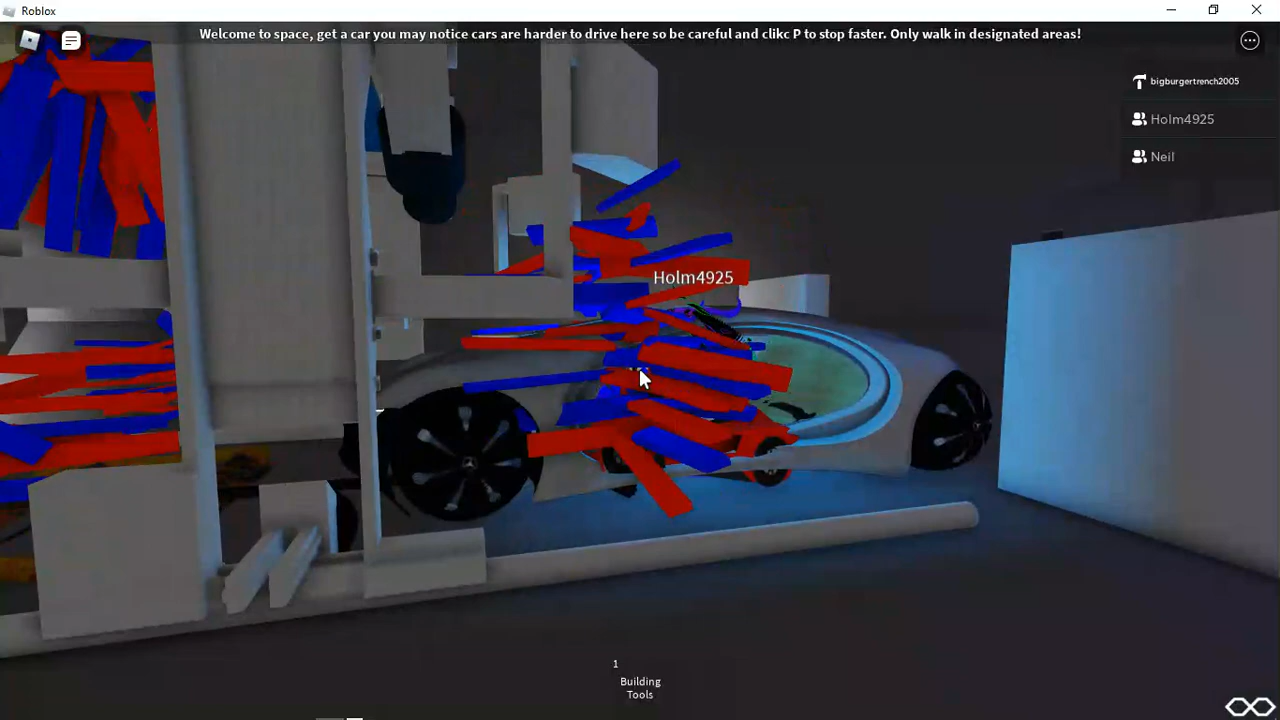 Roblox
Welcome to space, get a car you may notice cars are harder to drive here so be careful and clikc P to stop faster. Only walk in designated areas!
bigburgertrench2005
Holm4925
Neil
Holm4925
1
Building
Tools